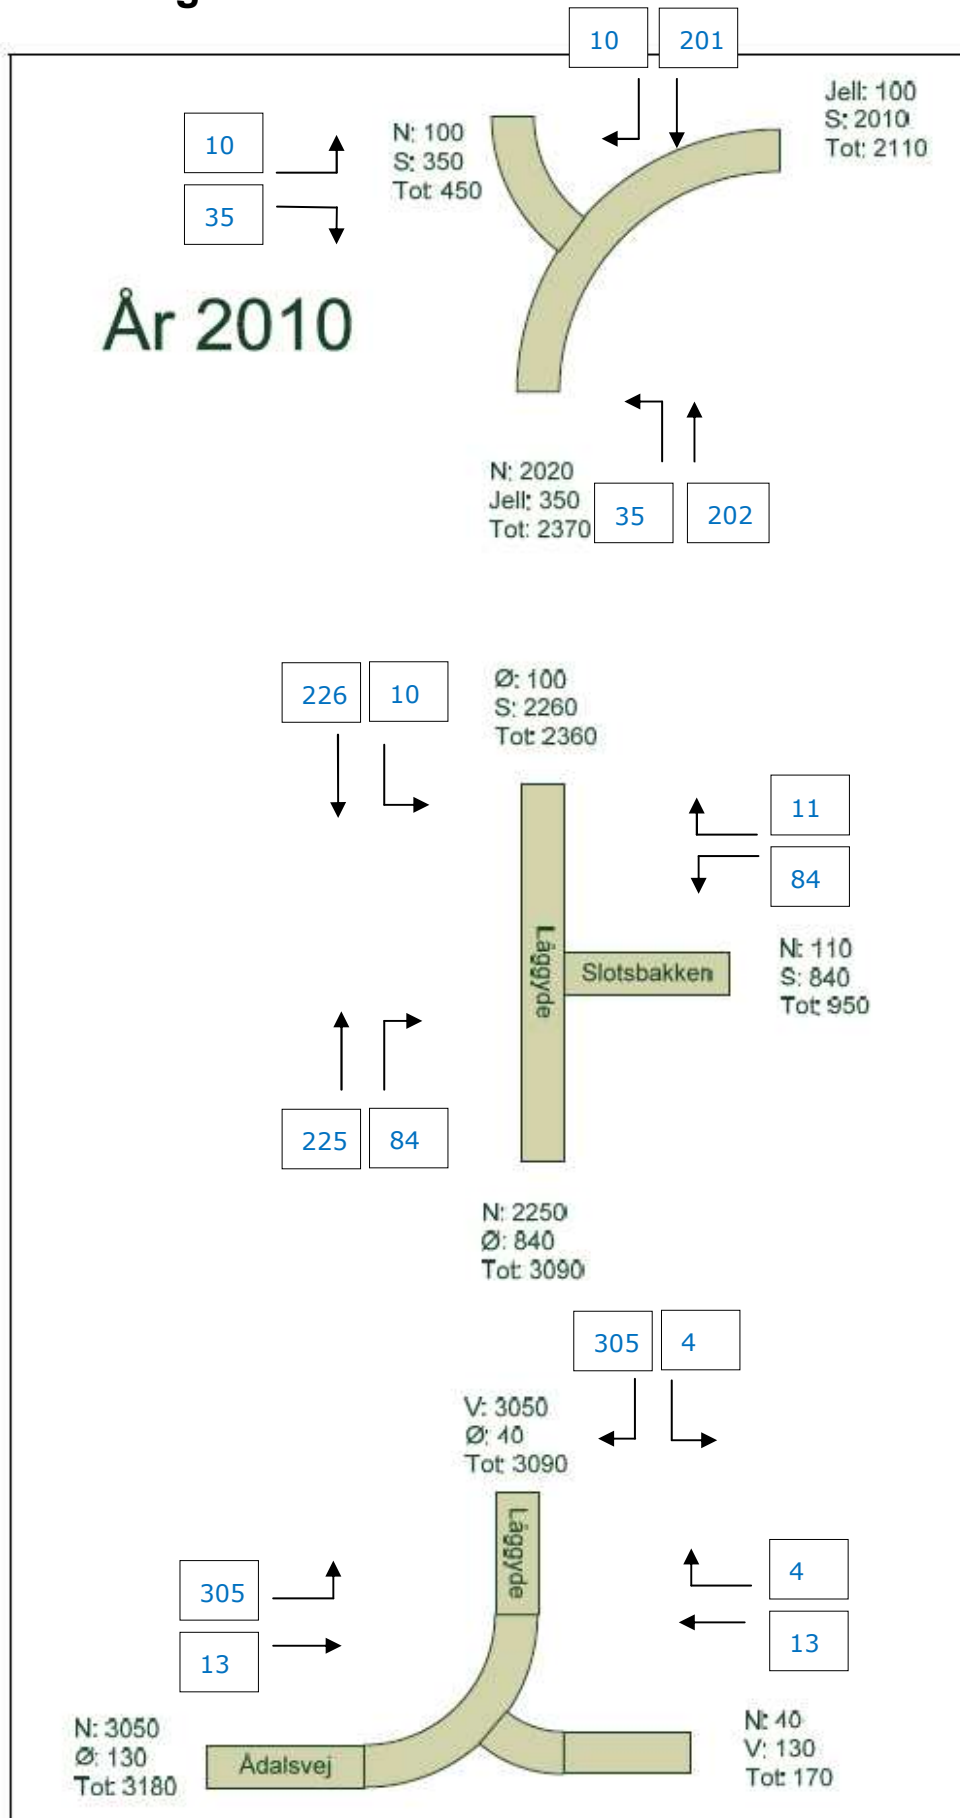 10 201
Jell: 100
S: 2010
Tot: 2110
10
35
N: 100
S: 350
Tot: 450
År 2010
N: 2020
Jell: 350
Tot: 2370
35 202
226 10
Ø: 100
S: 2260
Tot: 2360
11
84
Låggyde
Slotsbakken
N: 110
S: 840
Tot: 950
225 84
N: 2250
Ø: 840
Tot: 3090
305 4
V: 3050
Ø: 40
Tot: 3090
Låggyde
305
13
4
13
N: 3050
Ø: 130
Tot: 3180
Ådalsvej
N: 40
V: 130
Tot: 170